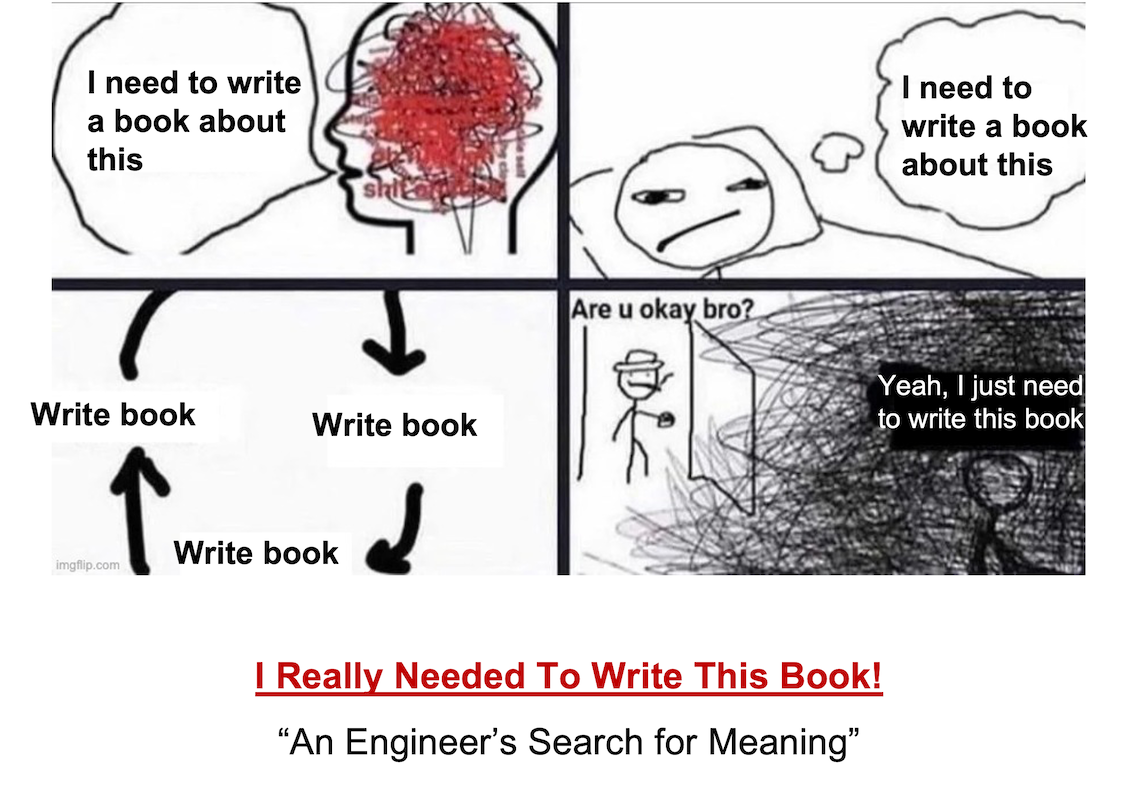 I need to write
a book about
this
I need to
write a book
about this
Write book
Write book
Write book
imgflip.com
Are u okay bro?
Yeah, I just need
to write this book
I Really Needed To Write This Book!
“An Engineer’s Search for Meaning”